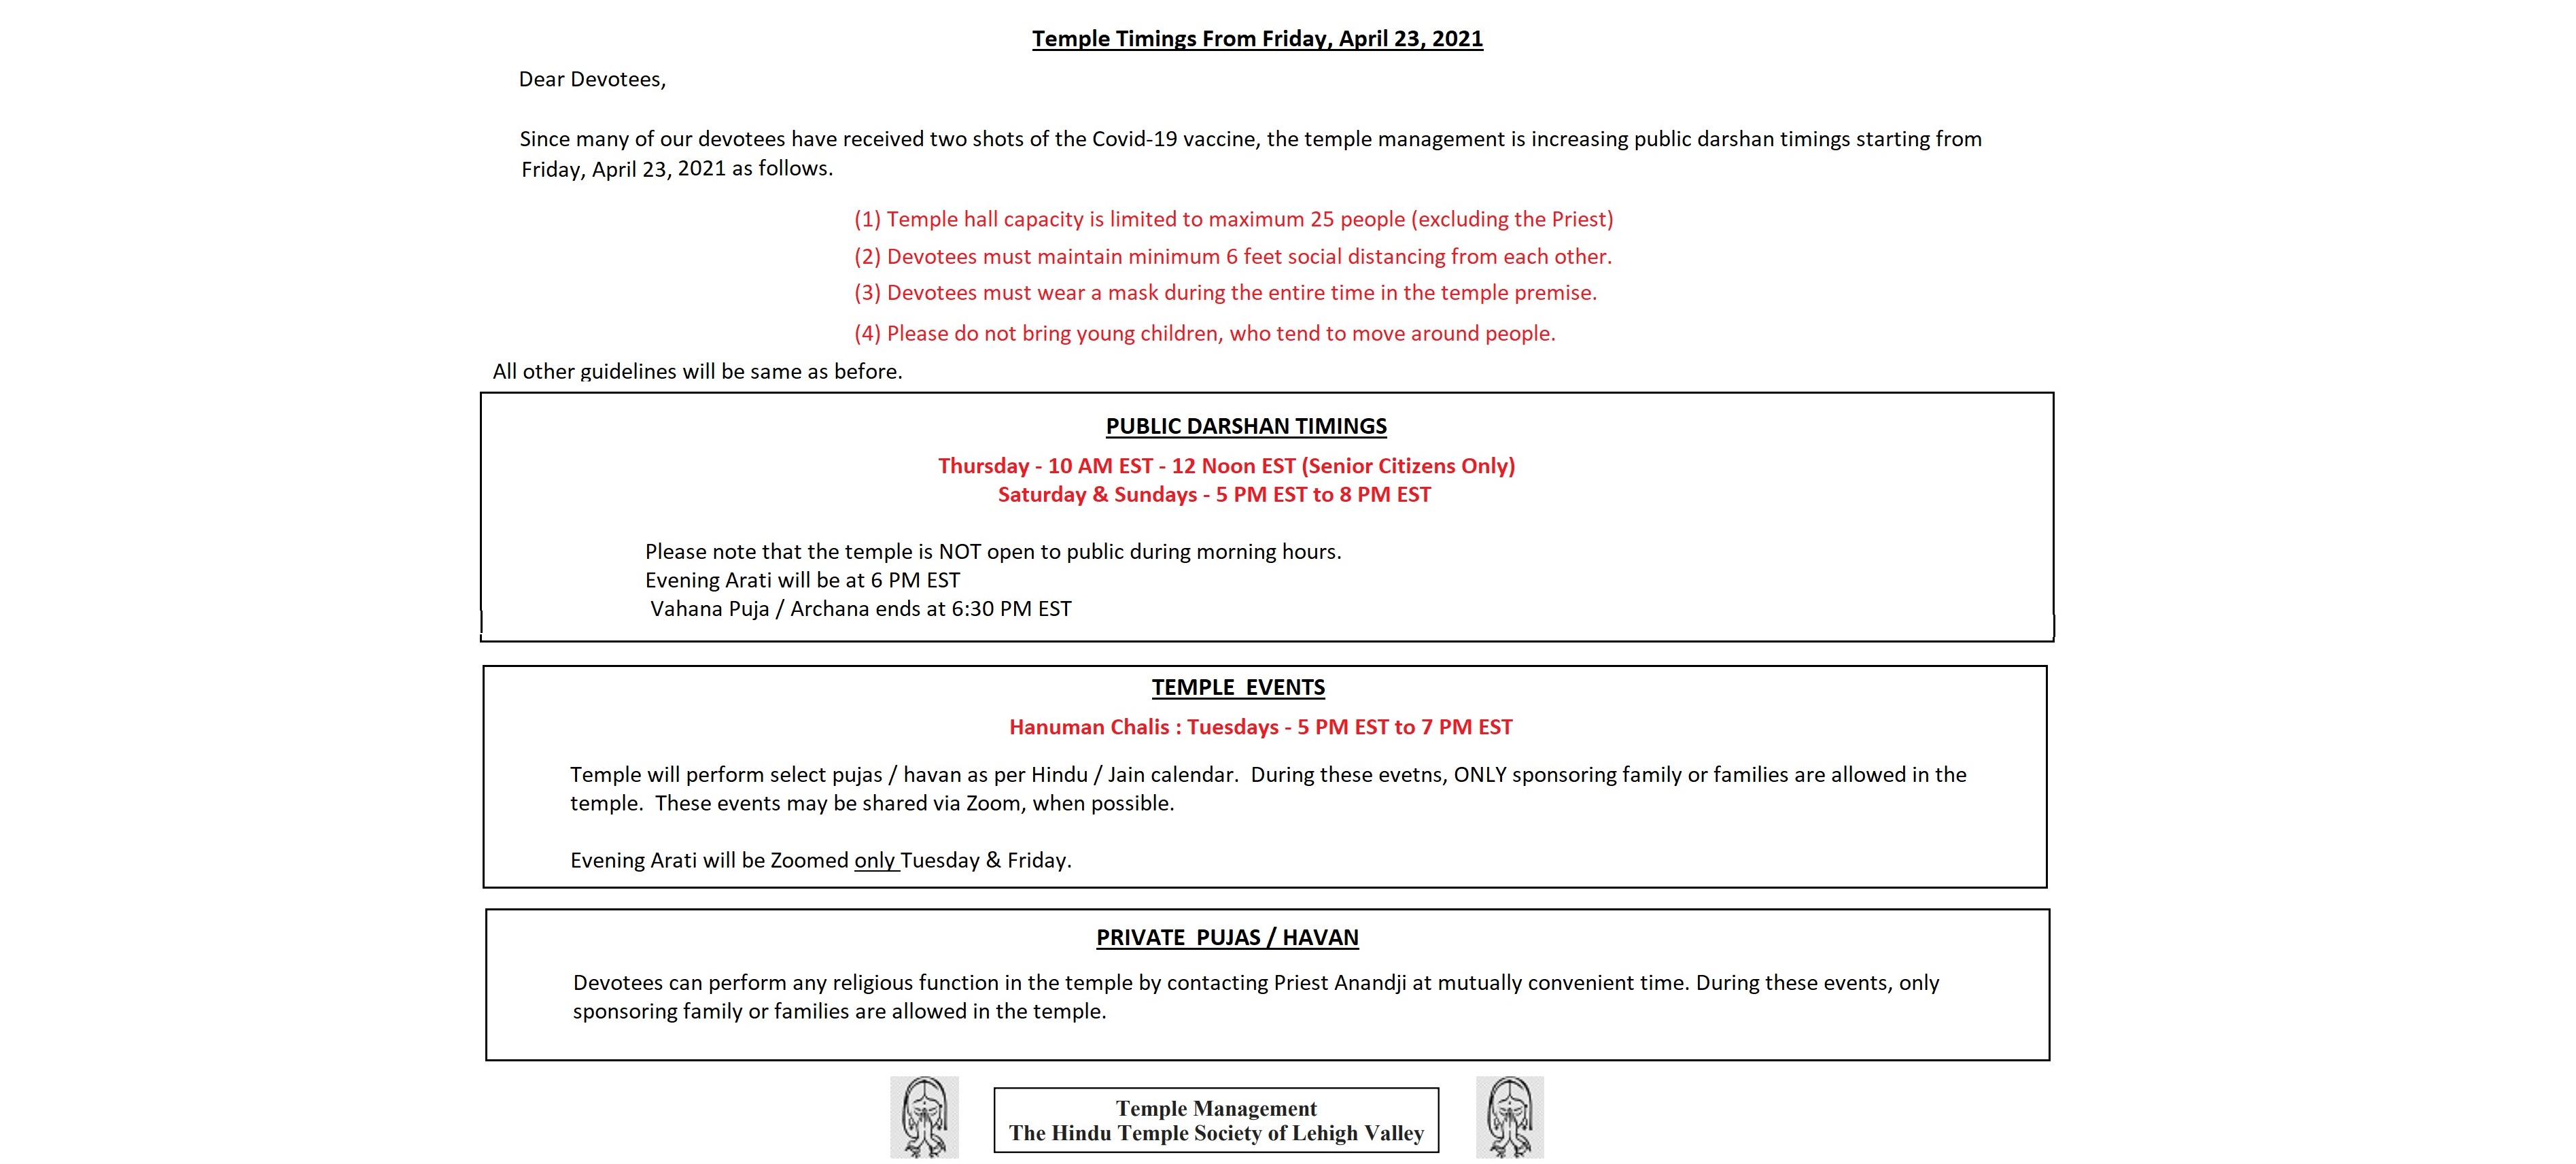 Temple Timings From Friday, April 23, 2021
Dear Devotees,
Since many of our devotees have received two shots of the Covid-19 vaccine, the temple management is increasing public darshan timings starting from
Friday, April 23, 2021 as follows.
(1) Temple hall capacity is limited to maximum 25 people (excluding the Priest)
(2) Devotees must maintain minimum 6 feet social distancing from each other.
(3) Devotees must wear a mask during the entire time in the temple premise.
(4) Please do not bring young children, who tend to move around people.
All other guidelines will be same as before.
PUBLIC DARSHAN TIMINGS
Thursday - 10 AM EST - 12 Noon EST (Senior Citizens Only)
Saturday & Sundays - 5 PM EST to 8 PM EST
Please note that the temple is NOT open to public during morning hours.
Evening Arati will be at 6 PM EST
Vahana Puja / Archana ends at 6:30 PM EST
TEMPLE EVENTS
Hanuman Chalis : Tuesdays - 5 PM EST to 7 PM EST
Temple will perform select pujas / havan as per Hindu / Jain calendar. During these evetns, ONLY sponsoring family or families are allowed in the
temple. These events may be shared via Zoom, when possible.
Evening Arati will be Zoomed only Tuesday & Friday.
PRIVATE PUJAS / HAVAN
Devotees can perform any religious function in the temple by contacting Priest Anandji at mutually convenient time. During these events, only
sponsoring family or families are allowed in the temple.
Temple Management
The Hindu Temple Society of Lehigh Valley